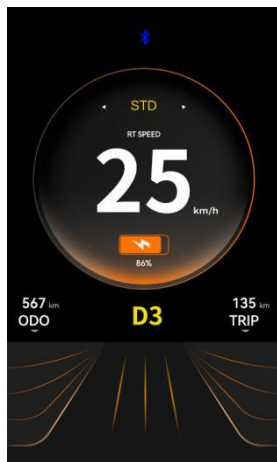 STD
RT SPEED
25 km/h
86%
567 km
ODO
D3
135 km
TRIP